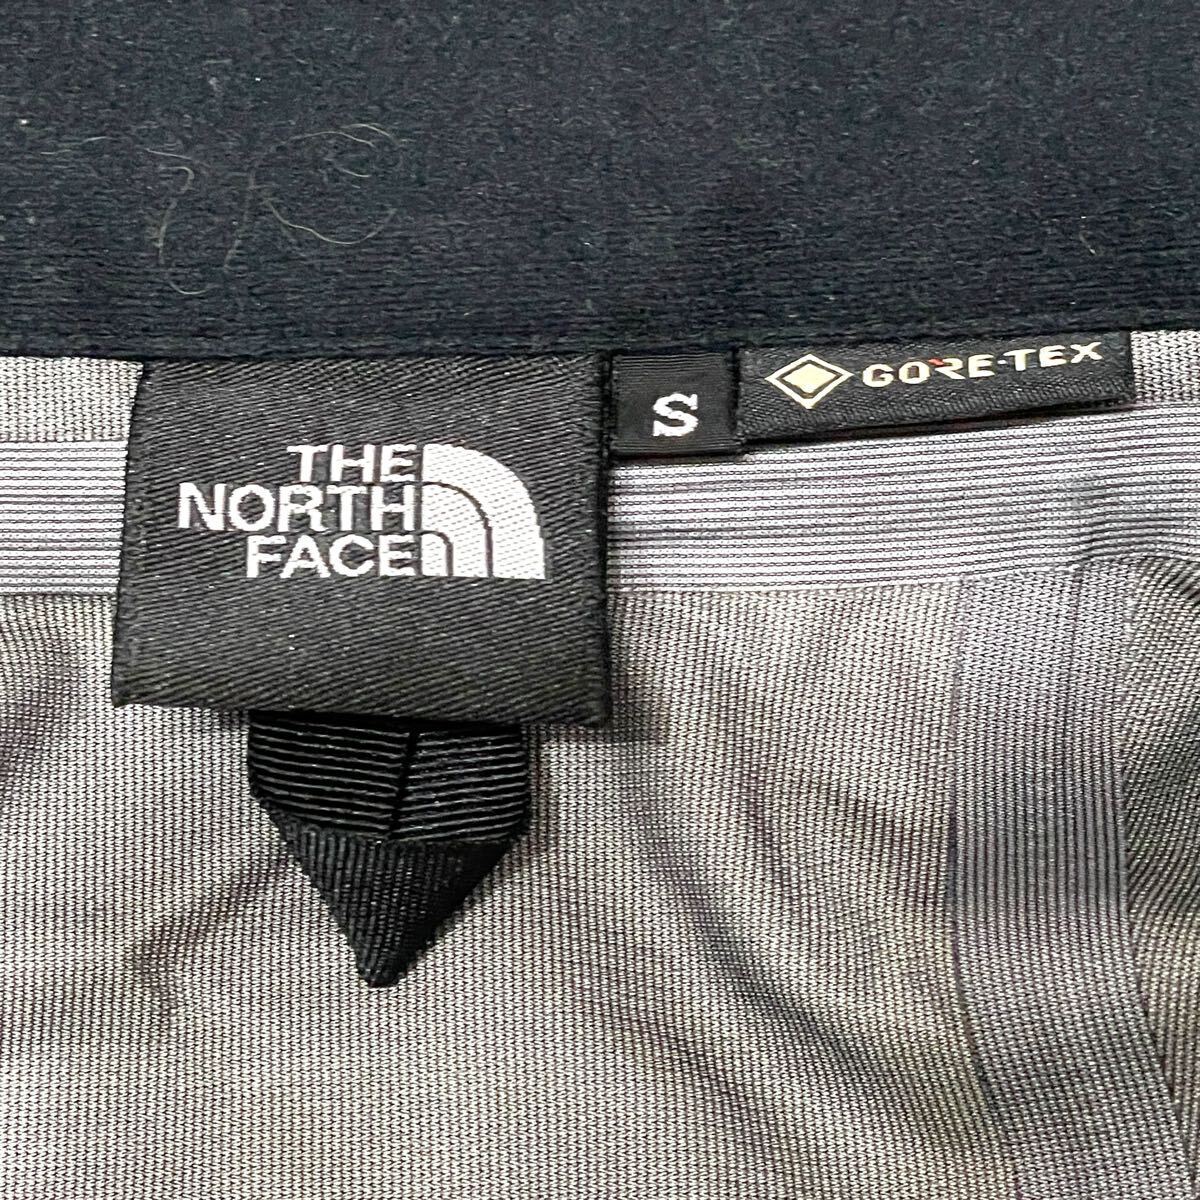 THE
NORTH
FACE
S
GORE-TEX